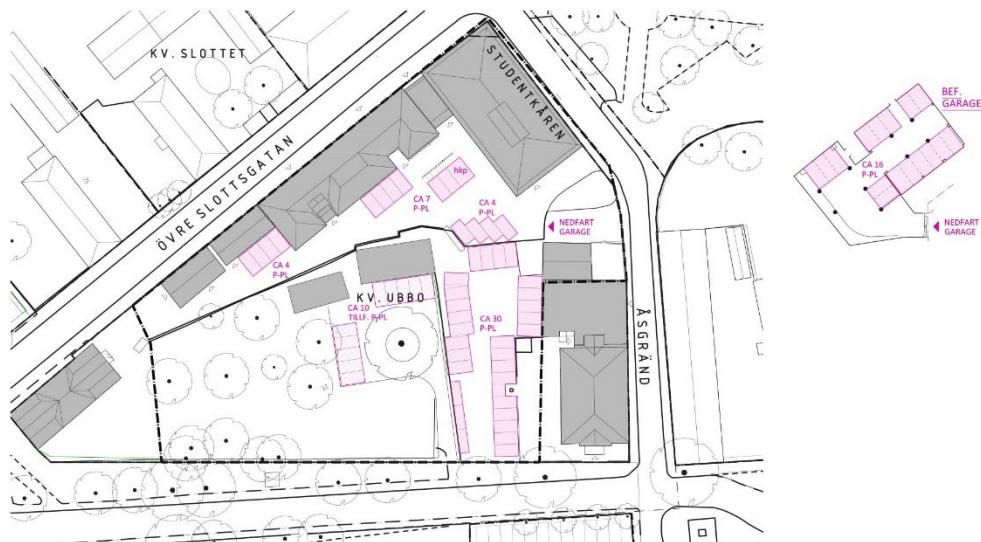 KV. SLOTTET
STUDENTKÅREN
ÖVRE SLOTTSGATAN
hkp
CA 7
P-PL
CA 4
P-PL
NEDFART
GARAGE
CA 4
P-PL
KV. UBBO
CA 10
TILLF. P-PL
CA 30
P-PL
ÅSGRÄND
BEF.
GARAGE
CA 16
P-PL
NEDFART
GARAGE